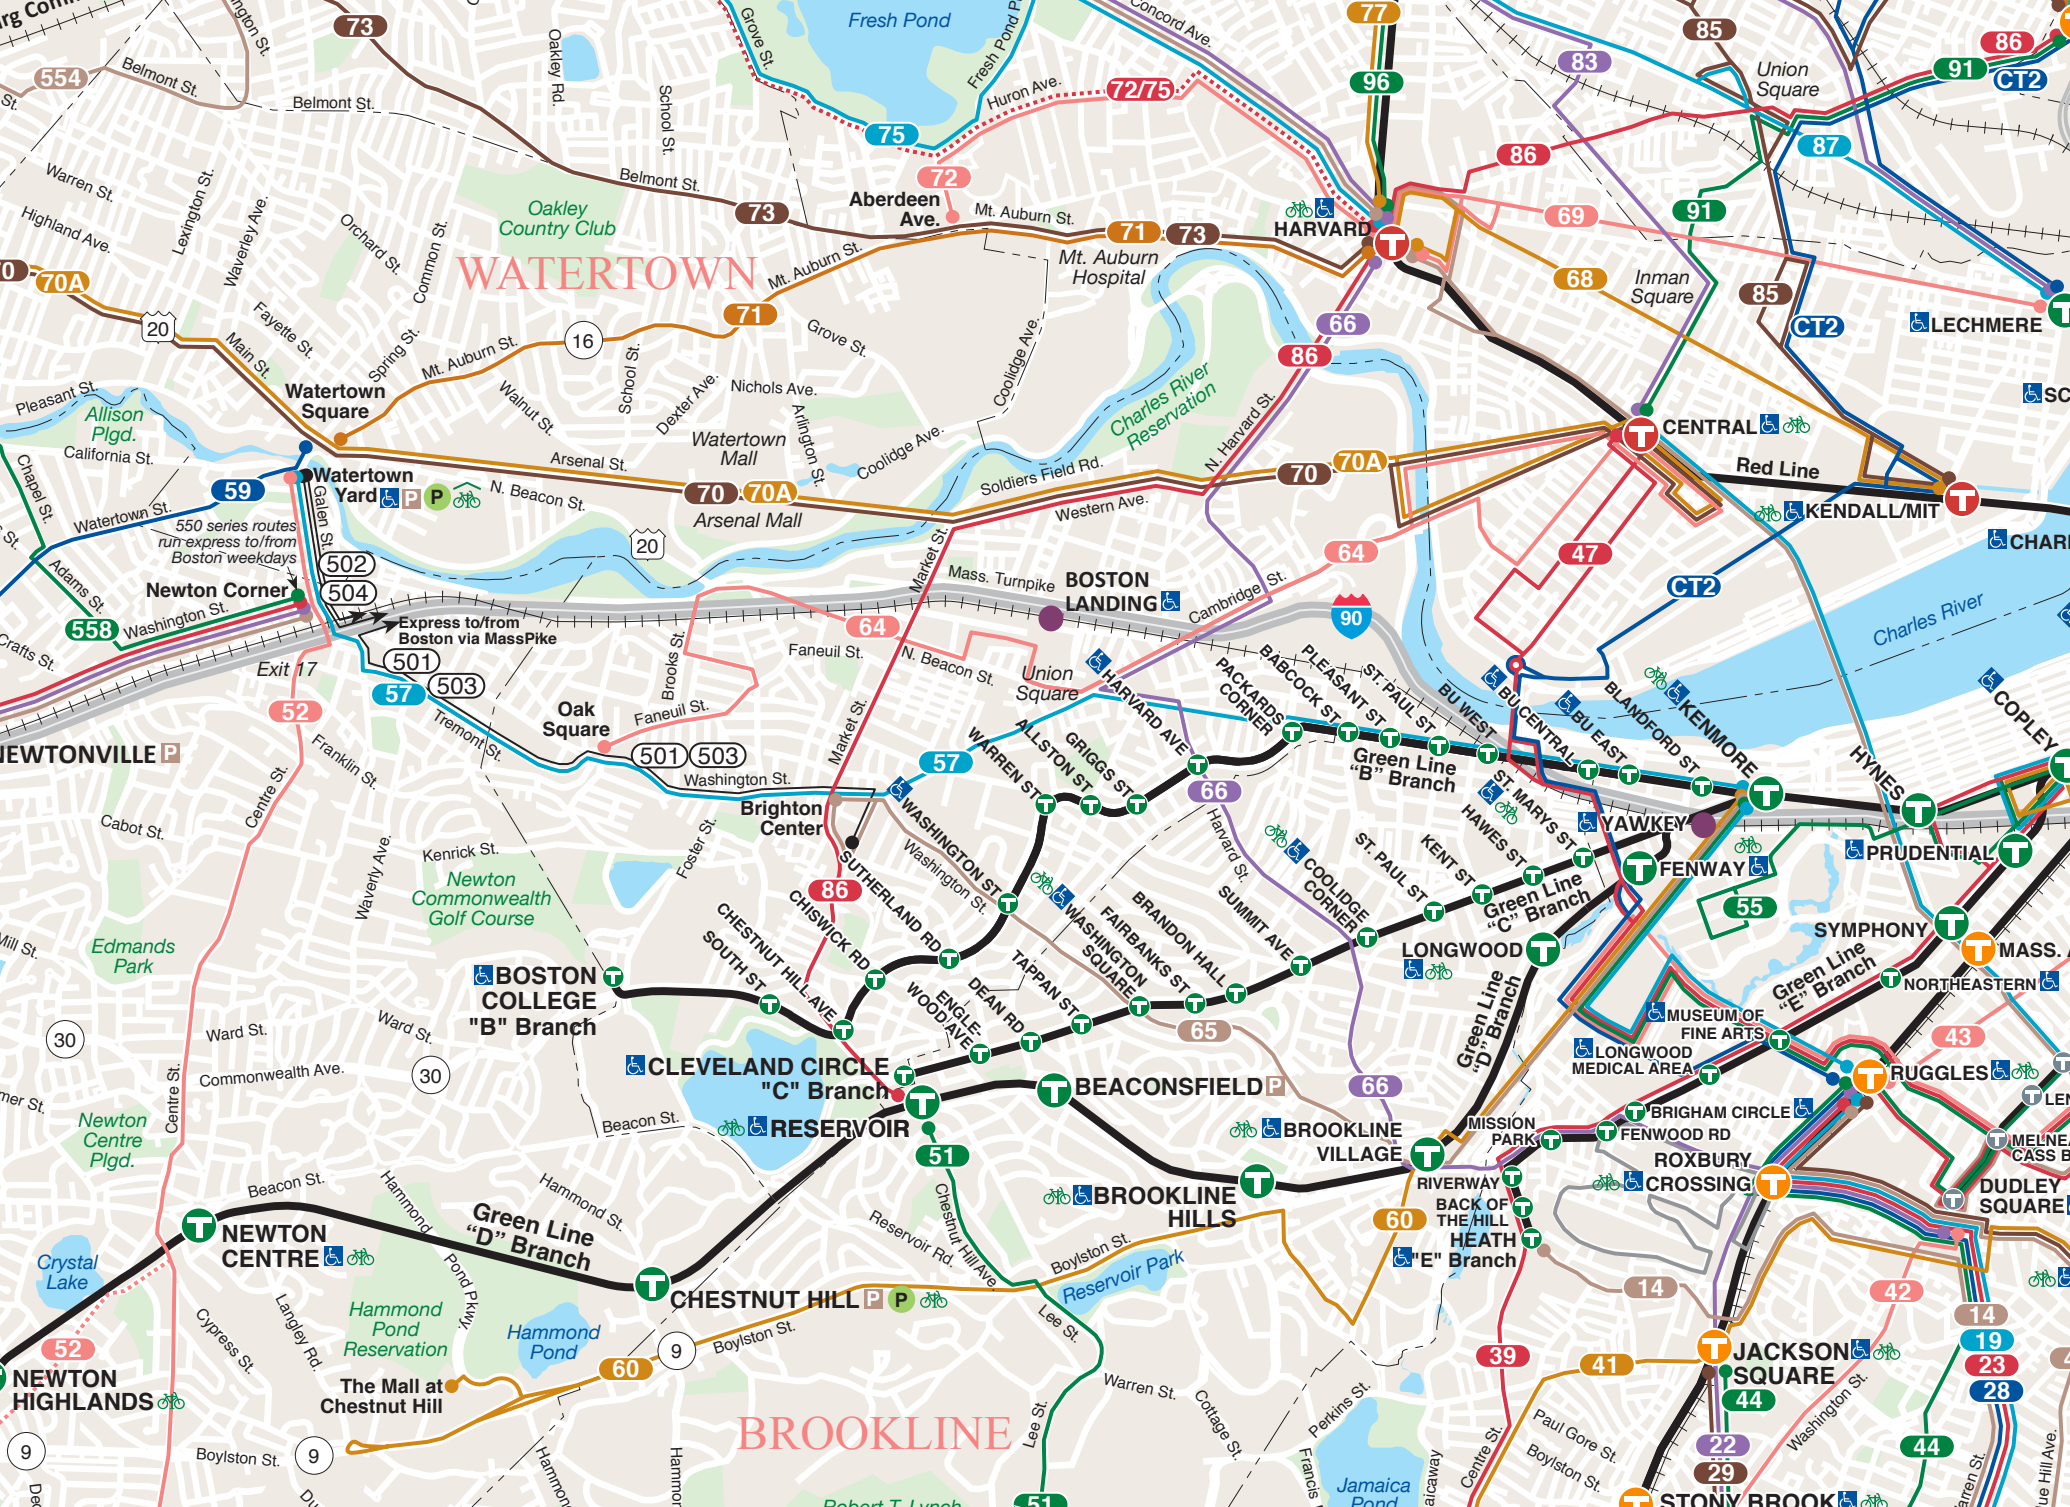 Fresh Pond
Grove St.
Fresh Pond P
Concord Ave.
77
73
554
Belmont St.
Belmont St.
Oakley Rd.
School St.
Huron Ave.
72/75
75
96
83
85
Union
Square
86
91
CT2
87
86
72
Aberdeen
Ave.
Mt. Auburn St.
Belmont St.
73
Oakley
Country Club
WATERTOWN
Mt. Auburn St.
71
73
Mt. Auburn
Hospital
HARVARD
69
91
68
Inman
Square
85
CT2
LECHMERE
Warren St.
Highland Ave.
Lexington St.
Waverley Ave.
Orchard St.
Common St.
0
70A
20
Main St.
Fayette St.
Spring St.
Mt. Auburn St.
16
71
Grove St.
School St.
Dexter Ave.
Nichols Ave.
Walnut St.
Arlington St.
Coolidge Ave.
Coolidge Ave.
Charles River
Reservation
66
86
N. Harvard St.
Watertown
Square
Pleasant St.
Allison
Plgd.
California St.
Chapel St.
Watertown
Mall
Arsenal St.
70
70A
Arsenal Mall
Soldiers Field Rd.
Western Ave.
70
70A
CENTRAL
Red Line
KENDALL/MIT
SC
CHAR
Watertown
Yard
P
P
N. Beacon St.
59
Watertown St.
Galen St.
550 series routes
run express to/from
Boston weekdays
502
504
20
Market St.
Mass. Turnpike
BOSTON
LANDING
Cambridge St.
64
90
47
CT2
Charles River
Newton Corner
Adams St.
558
Washington St.
Crafts St.
Exit 17
Express to/from
Boston via MassPike
501
503
57
52
Tremont St.
Brooks St.
64
Faneuil St.
N. Beacon St.
Union
Square
Oak
Square
Faneuil St.
501
503
Washington St.
Market St.
57
NEWTONVILLE P
Franklin St.
Centre St.
HARVARD AVE
PACKARDS
CORNER
BABCOCK ST
PLEASANT ST
ST. PAUL ST
BU WEST
BU CENTRAL
BU EAST
BLANDFORD ST
KENMORE
HYNES
COPLEY
WARREN ST
ALLSTON ST
GRIGGS ST
Green Line
“B” Branch
66
Harvard St.
ST. MARYS ST
HAWES ST
KENT ST
ST. PAUL ST
YAWKEY
FENWAY
PRUDENTIAL
Brighton
Center
86
Washington St.
WASHINGTON ST
SUTHERLAND RD
CHISWICK RD
CHESTNUT HILL AVE
SOUTH ST
COOLIDGE
CORNER
SUMMIT AVE
BRANDON HALL
FAIRBANKS ST
WASHINGTON
SQUARE
TAPPAN ST
DEAN RD
ENGLE-
WOOD AVE
Green Line
“C” Branch
LONGWOOD
55
SYMPHONY
MASS.
Green Line
“E” Branch
NORTHEASTERN
Cabot St.
Kenrick St.
Foster St.
Waverly Ave.
Newton
Commonwealth
Golf Course
Edmands
Park
Mill St.
BOSTON
COLLEGE
"B" Branch
Ward St.
Ward St.
30
30
Commonwealth Ave.
CLEVELAND CIRCLE
"C" Branch
RESERVOIR
BEACONSFIELD P
65
66
Green Line
“D” Branch
MUSEUM OF
FINE ARTS
LONGWOOD
MEDICAL AREA
43
RUGGLES
BRIGHAM CIRCLE
FENWOOD RD
MISSION
PARK
MELNE
CASS B
LEN
Centre St.
Newton
Centre
Plgd.
Beacon St.
51
Chestnut Hill Ave.
BROOKLINE
VILLAGE
BROOKLINE
HILLS
RIVERWAY
BACK OF
THE HILL
HEATH
"E" Branch
ROXBURY
CROSSING
DUDLEY
SQUARE
Beacon St.
Hammond
Pond Pkwy.
Hammond St.
Green Line
“D” Branch
Reservoir Rd.
Boylston St.
60
NEWTON
CENTRE
Crystal
Lake
CHESTNUT HILL P P
Reservoir Park
14
42
14
19
23
28
Cypress St.
Langley Rd.
Hammond
Pond
Reservation
Hammond
Pond
Boylston St.
9
60
Lee St.
52
NEWTON
HIGHLANDS
The Mall at
Chestnut Hill
BROOKLINE
Warren St.
Cottage St.
Perkins St.
Lee St.
39
41
JACKSON
SQUARE
44
44
22
29
Centre St.
Paul Gore St.
Boylston St.
Washington St.
9
Boylston St.
9
Hammond
Hammon
Robert T. Lynch
51
Francis
Jamaica
Pond
STONY BROOK